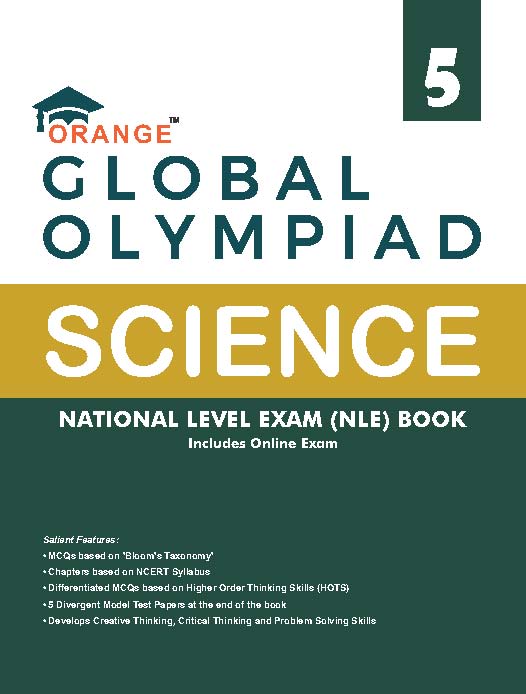 5
ORANGE™
GLOBAL
OLYMPIAD
SCIENCE
NATIONAL LEVEL EXAM (NLE) BOOK
Includes Online Exam
Salient Features:
• MCQs based on 'Bloom's Taxonomy'
• Chapters based on NCERT Syllabus
• Differentiated MCQs based on Higher Order Thinking Skills (HOTS)
• 5 Divergent Model Test Papers at the end of the book
• Develops Creative Thinking, Critical Thinking and Problem Solving Skills